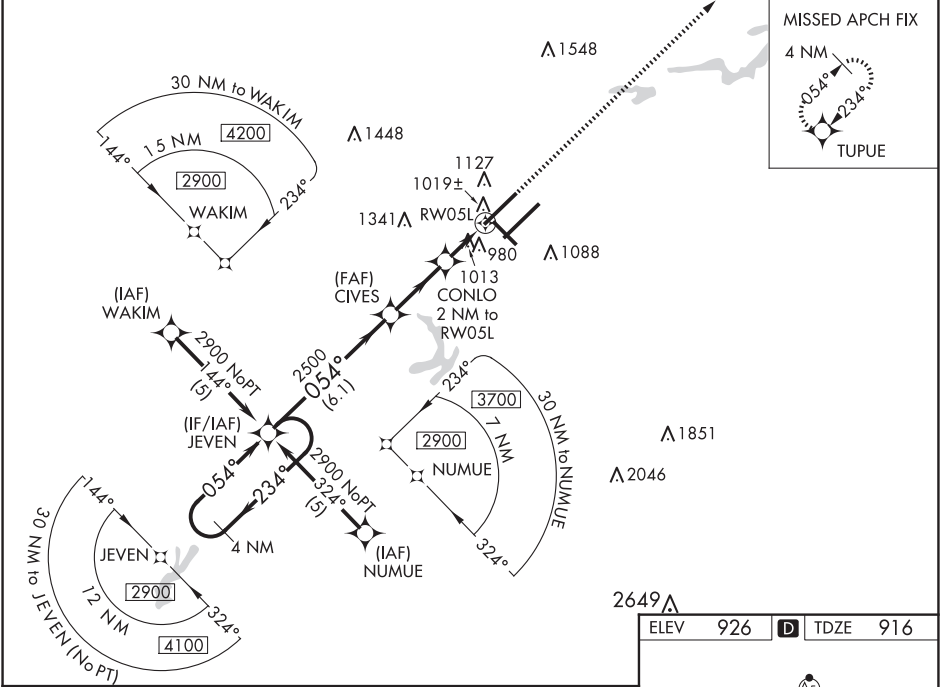 MISSED APCH FIX
4 NM
054°
234°
TUPUE
1548
30 NM to WAKIM
4200
144°
15 NM
2900
234°
WAKIM
1448
1127
1019±
1341
RW05L
980
1088
1013
(FAF)
CIVES
CONLO
2 NM to
RW05L
(IAF)
WAKIM
2900 NoPT
144°
(5)
2500
054°
(6.1)
(IF/IAF)
JEVEN
054°
234°
4 NM
2900 NoPT
324°
(5)
(IAF)
NUMUE
234°
3700
30 NM to NUMUE
7 NM
2900
NUMUE
324°
1851
2046
144°
JEVEN
30 NM to JEVEN (No PT)
12 NM
2900
324°
4100
2649
ELEV 926 D TDZE 916
A5